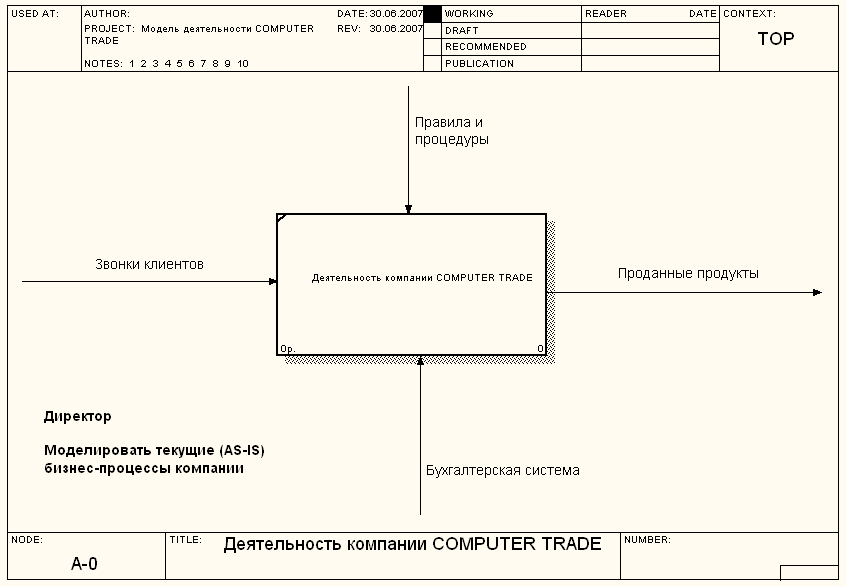 USED AT:
AUTHOR:
DATE: 30.06.2007
PROJECT: Модель деятельности COMPUTER
TRADE
REV: 30.06.2007
NOTES: 1 2 3 4 5 6 7 8 9 10
WORKING
DRAFT
RECOMMENDED
PUBLICATION
READER
DATE
CONTEXT:
TOP
Правила и
процедуры
Звонки клиентов
Деятельность компании COMPUTER TRADE
Проданные продукты
0р.
0
Директор
Моделировать текущие (AS-IS)
бизнес-процессы компании
Бухгалтерская система
NODE:
A-0
TITLE:
Деятельность компании COMPUTER TRADE
NUMBER: